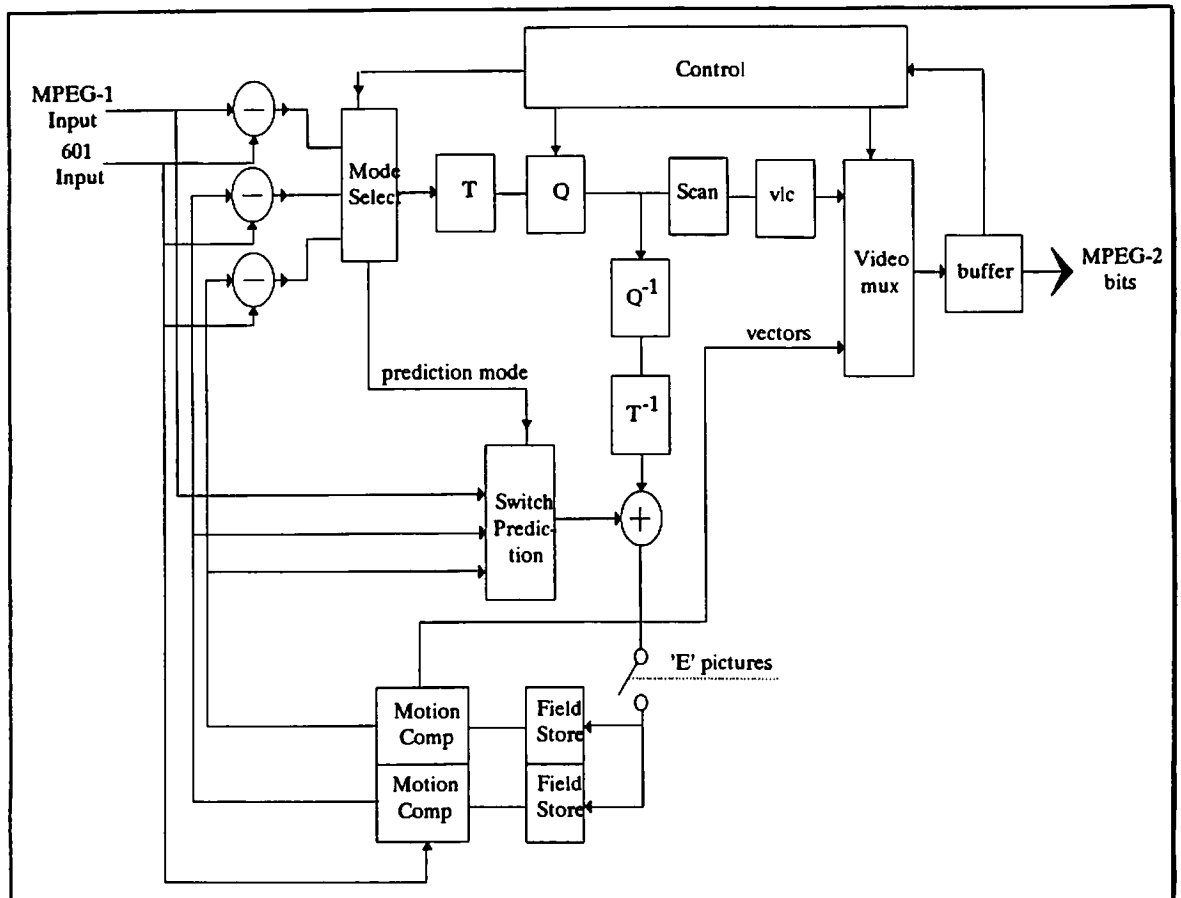 Control
MPEG-1
Input
601
Input
−
−
−
Mode
Select
T
Q
Scan
vlc
Video
mux
buffer
MPEG-2
bits
Q-1
T-1
vectors
prediction mode
Switch
Predic-
tion
+
'E' pictures
Motion
Comp
Field
Store
Motion
Comp
Field
Store